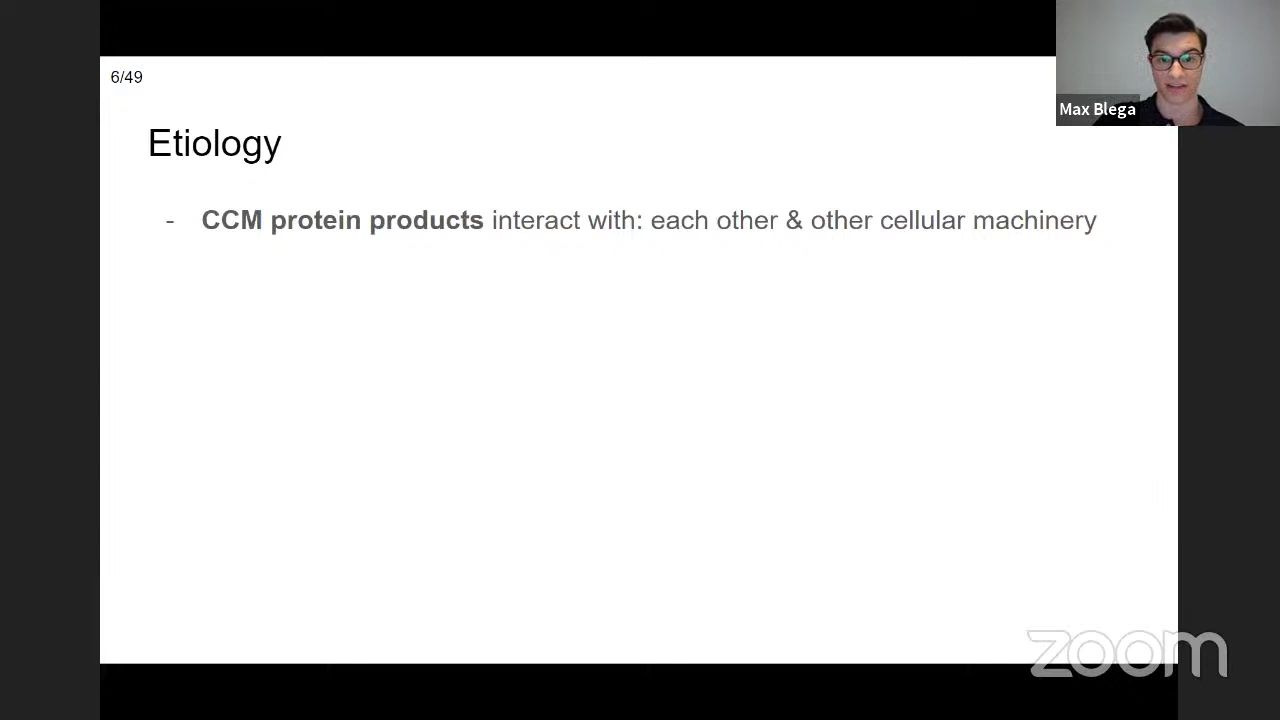 6/49
Max Blega
Etiology
- CCM protein products interact with: each other & other cellular machinery
zoom